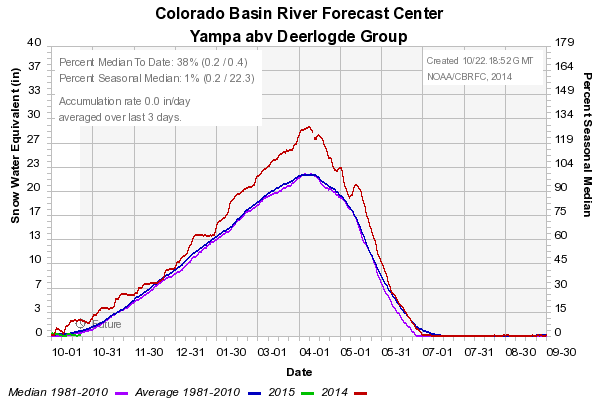 Colorado Basin River Forecast Center
Yampa abv Deerlogde Group
Percent Median To Date: 38% (0.2 / 0.4)
Percent Seasonal Median: 1% (0.2 / 22.3)
Accumulation rate 0.0 in/day
averaged over last 3 days.
Created 10/22.18:52 GMT
NOAA/CBRFC, 2014
Snow Water Equivalent (in)
40
37
33
30
27
23
20
17
13
10
7
3
0
Percent Seasonal Median
179
164
149
134
119
104
90
75
60
45
30
15
0
Future
10-01 10-31 11-30 12-31 01-30 03-01 04-01 05-01 05-31 07-01 07-31 08-30 09-30
Date
Median 1981-2010 Average 1981-2010 2015 2014